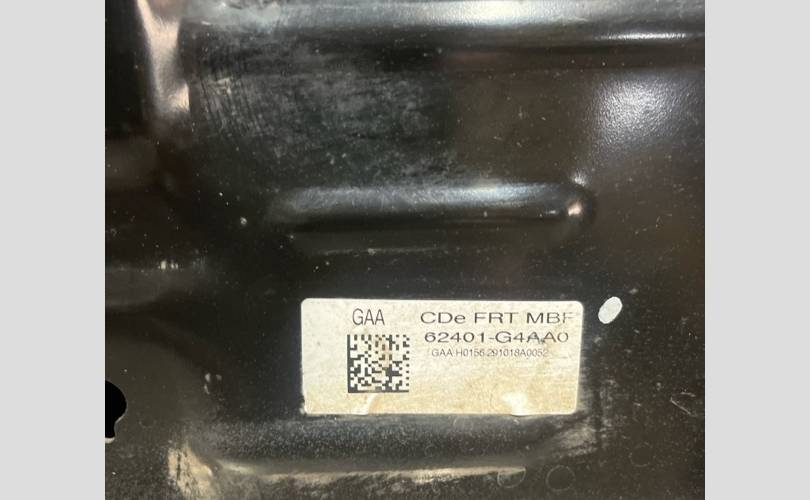 GAA
CDe FRT MBF
62401-G4AA0
GAA H0156 291018A0052